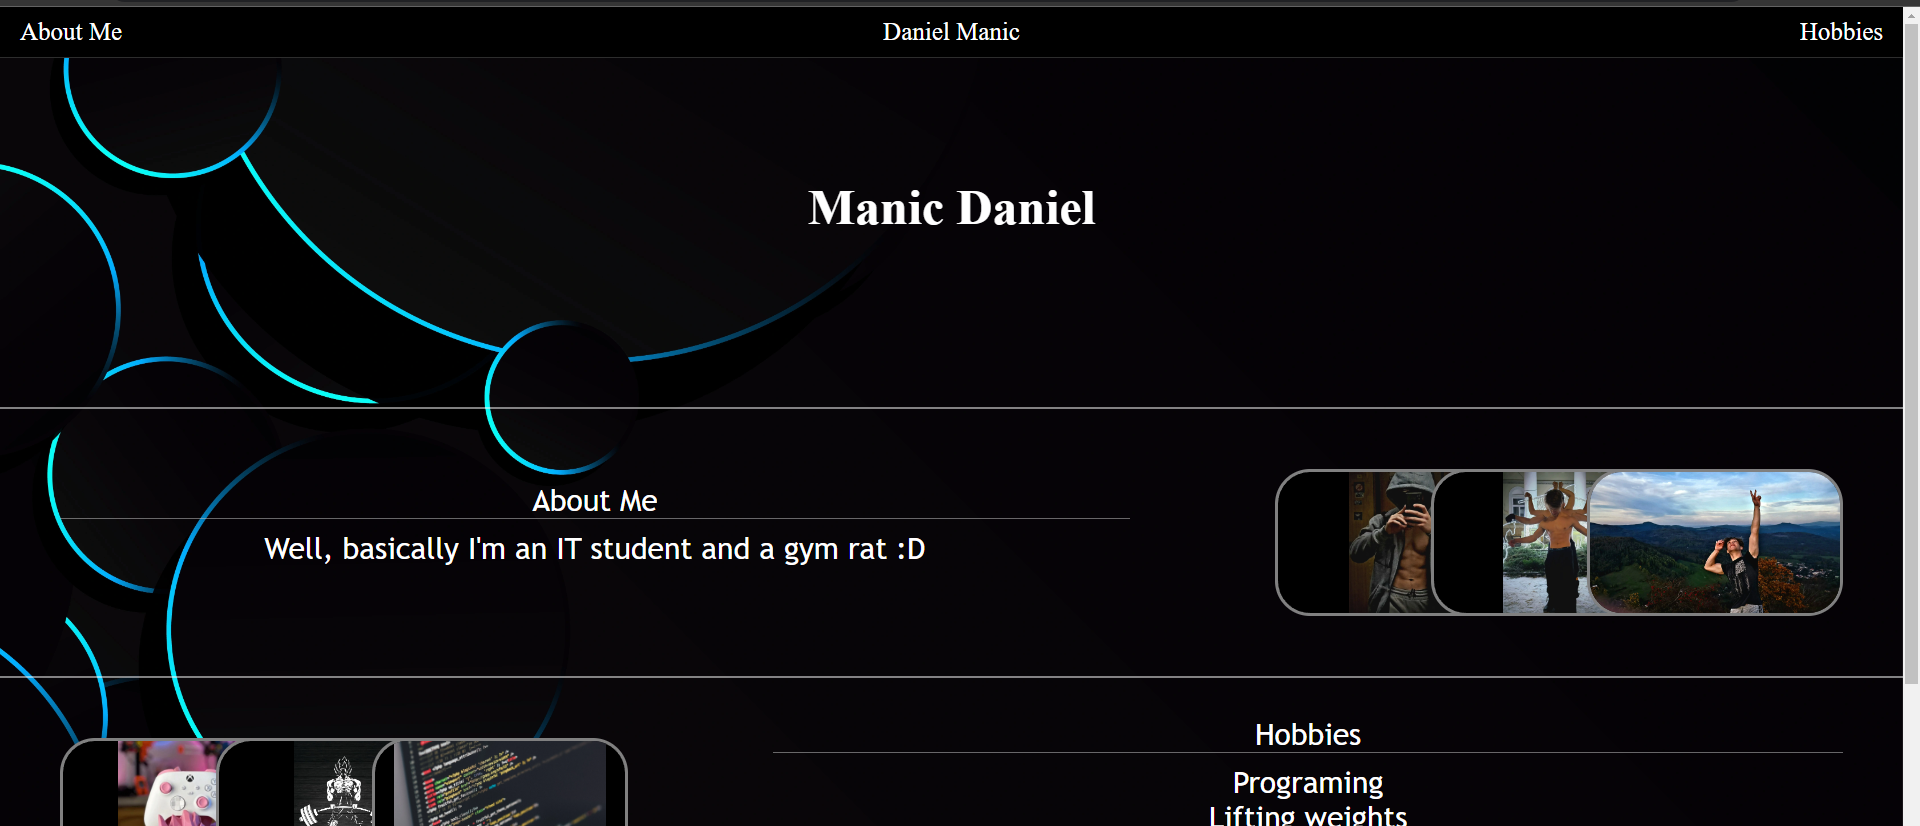 About Me
Daniel Manic
Hobbies
Manic Daniel
About Me
Well, basically I'm an IT student and a gym rat :D
Hobbies
Programing
Lifting weights